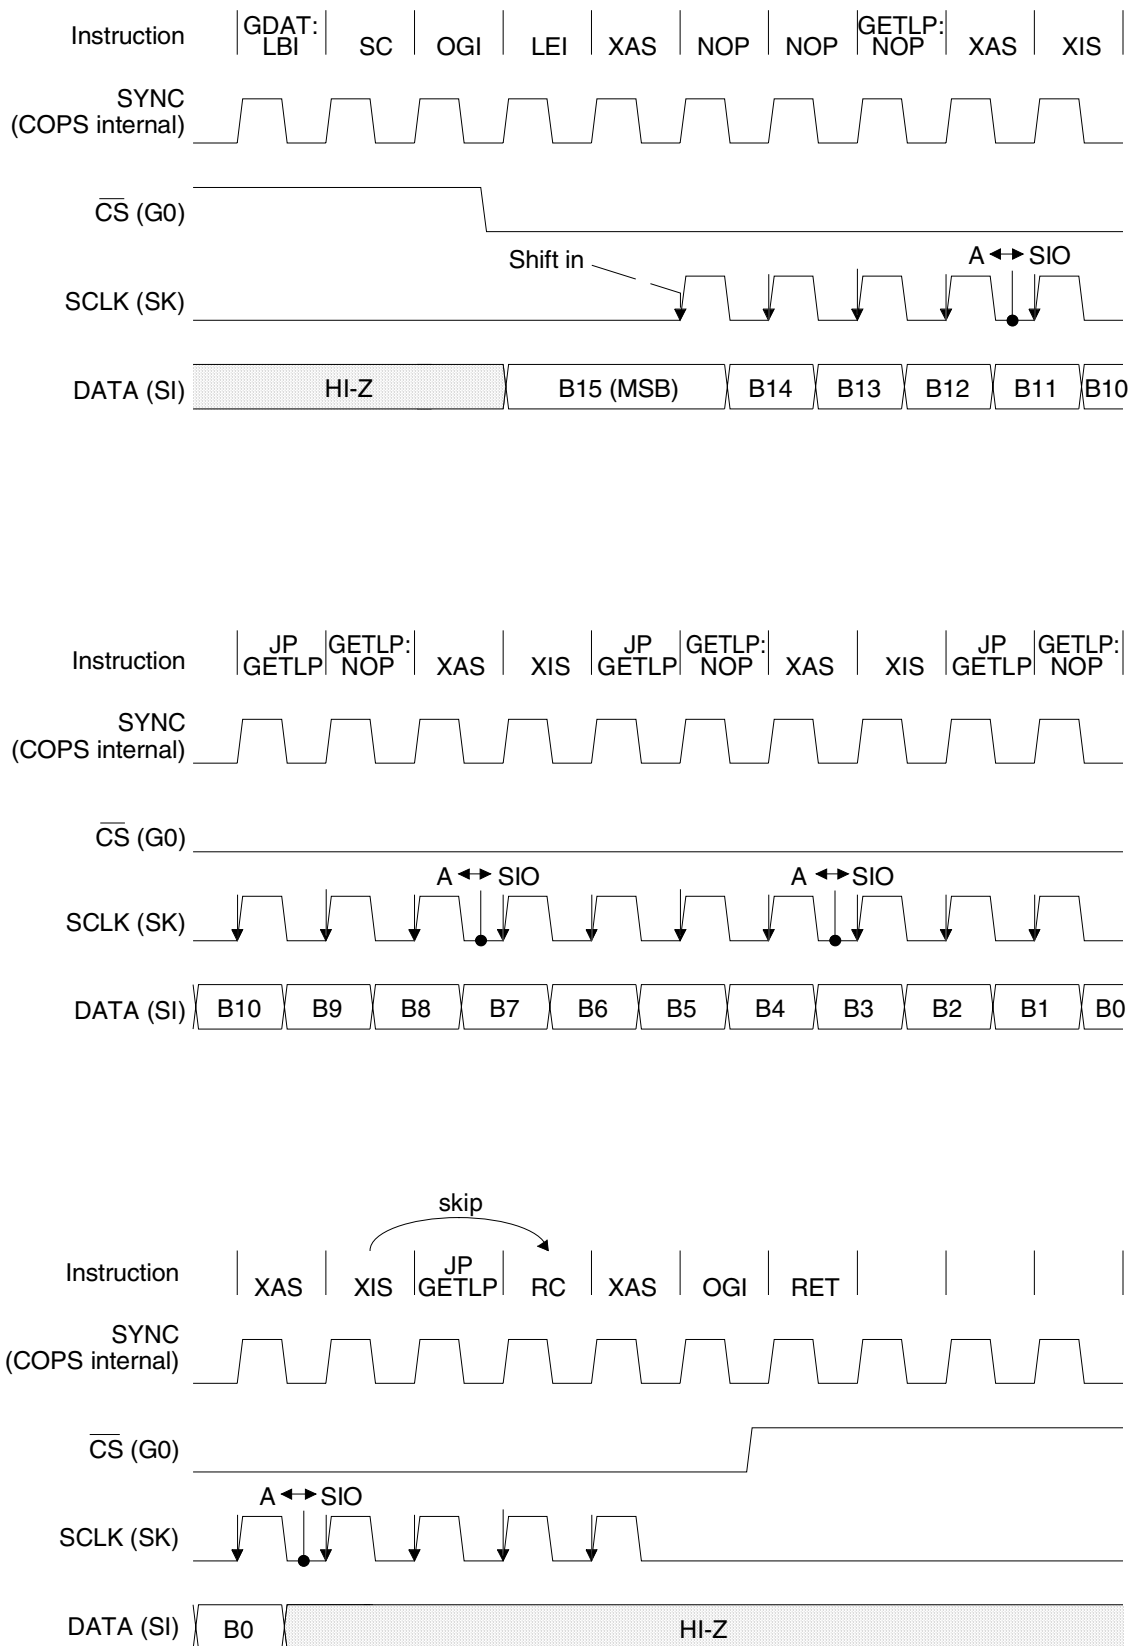 Instruction
GDAT:
LBI SC OGI LEI XAS NOP NOP GETLP:
NOP XAS XIS
SYNC
(COPS internal)
CS (G0)
Shift in
A SIO
SCLK (SK)
DATA (SI)
HI-Z B15 (MSB) B14 B13 B12 B11 B10
Instruction
JP
GETLP GETLP:
NOP XAS XIS JP
GETLP GETLP:
NOP XAS XIS JP
GETLP GETLP:
NOP
SYNC
(COPS internal)
CS (G0)
A SIO A SIO
SCLK (SK)
DATA (SI) B10 B9 B8 B7 B6 B5 B4 B3 B2 B1 B0
skip
Instruction
XAS XIS JP
GETLP RC XAS OGI RET
SYNC
(COPS internal)
CS (G0)
A SIO
SCLK (SK)
DATA (SI) B0 HI-Z